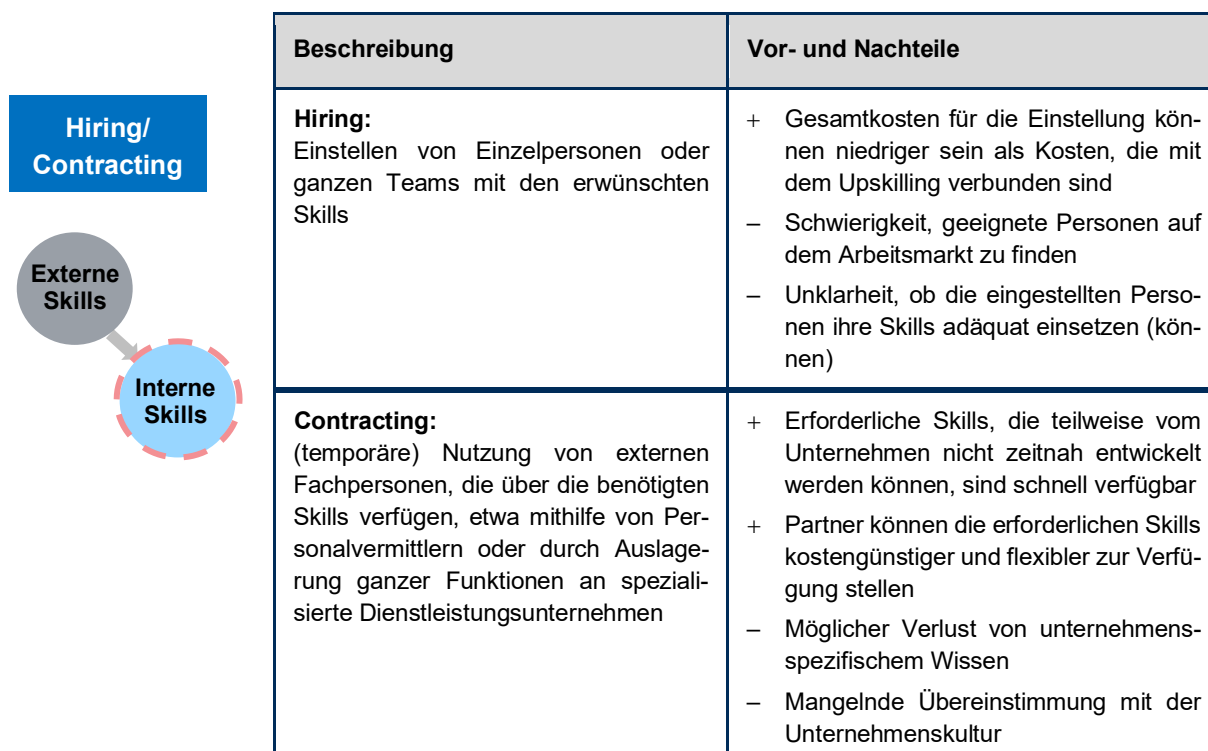 Beschreibung
Vor- und Nachteile
Hiring/
Contracting
Externe
Skills
Interne
Skills
Hiring:
Einstellen von Einzelpersonen oder
ganzen Teams mit den erwünschten
Skills
+ Gesamtkosten für die Einstellung kön-
nen niedriger sein als Kosten, die mit
dem Upskilling verbunden sind
– Schwierigkeit, geeignete Personen auf
dem Arbeitsmarkt zu finden
– Unklarheit, ob die eingestellten Perso-
nen ihre Skills adäquat einsetzen (kön-
nen)
Contracting:
(temporäre) Nutzung von externen
Fachpersonen, die über die benötigten
Skills verfügen, etwa mithilfe von Per-
sonalvermittlern oder durch Auslage-
rung ganzer Funktionen an speziali-
sierte Dienstleistungsunternehmen
+ Erforderliche Skills, die teilweise vom
Unternehmen nicht zeitnah entwickelt
werden können, sind schnell verfügbar
+ Partner können die erforderlichen Skills
kostengünstiger und flexibler zur Verfü-
gung stellen
– Möglicher Verlust von unternehmens-
spezifischem Wissen
– Mangelnde Übereinstimmung mit der
Unternehmenskultur